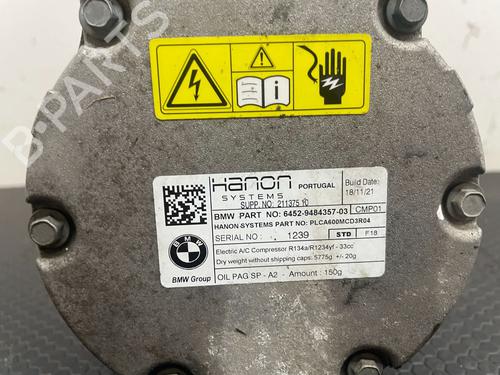 B-PARTS
Hanon
SYSTEMS
PORTUGAL
Build Date:
18/11/21
SUPP. NO: 211375 10
BMW PART NO: 6452-9484357-03
CMP01
HANON SYSTEMS PART NO: PLCA600MCD3R04
SERIAL NO: 1239
STD
F18
Electric A/C Compressor R134a/R1234yf - 33cc
Dry weight without shipping caps: 5775g +/- 20g
BMW Group
OIL PAG SP - A2 - Amount : 150g